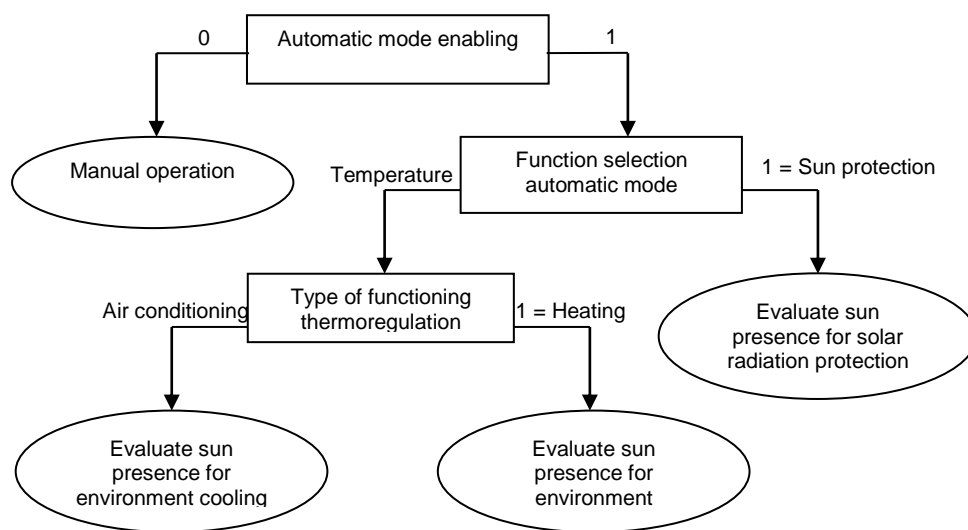 0
Automatic mode enabling
1
Manual operation
Temperature
Function selection
automatic mode
1 = Sun protection
Air conditioning
Type of functioning
thermoregulation
1 = Heating
Evaluate sun
presence for solar
radiation protection
Evaluate sun
presence for
environment cooling
Evaluate sun
presence for
environment